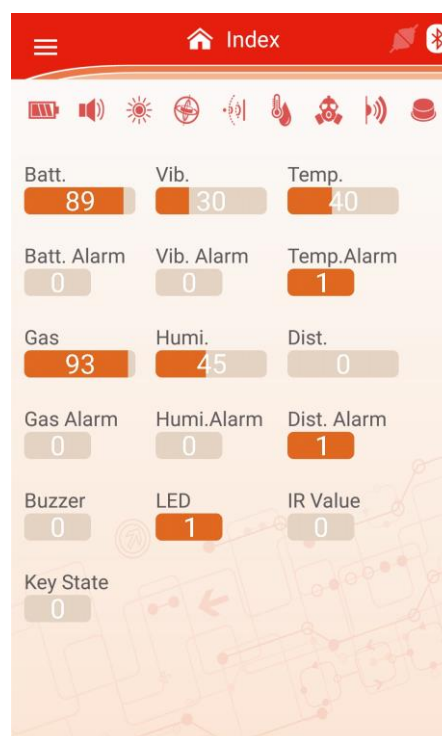 Index
Batt. Vib. Temp.
89 30 40
Batt. Alarm Vib. Alarm Temp.Alarm
0 0 1
Gas Humi. Dist.
93 45 0
Gas Alarm Humi.Alarm Dist. Alarm
0 0 1
Buzzer LED IR Value
0 1 0
Key State
0